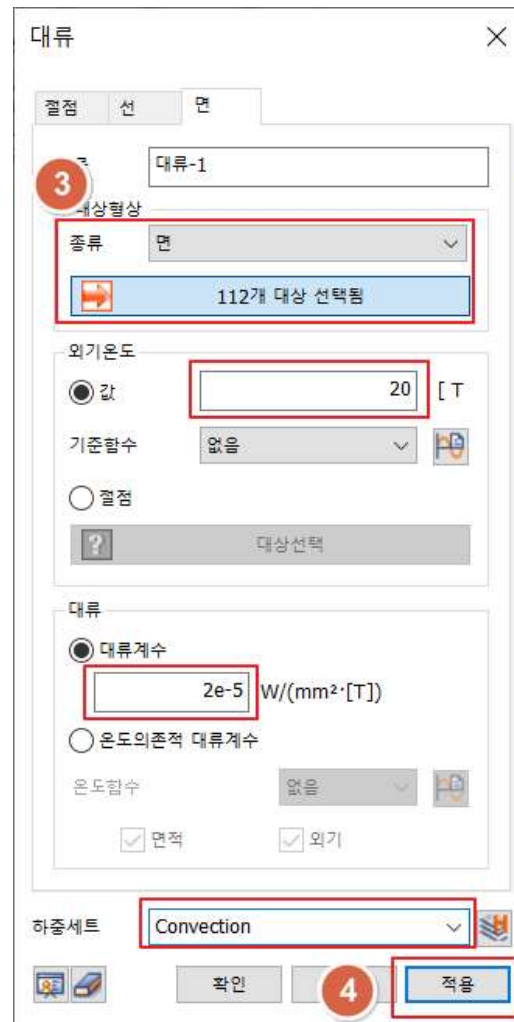 대류
절점 선 면
대류-1
3
대상형상
종류 면
112개 대상 선택됨
외기온도
값 20 [ T
기준함수 없음
절점
? 대상선택
대류
대류계수
2e-5 W/(mm²·[T])
온도의존적 대류계수
온도함수 없음
면적 외기
하중세트 Convection
확인 4 적용